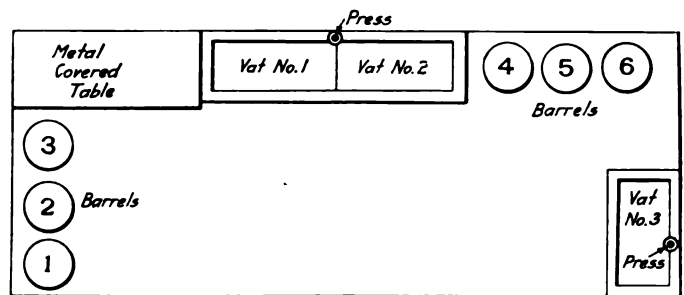 Press
Metal
Covered
Table
Vat No.1
Vat No.2
4
5
6
Barrels
3
2
Barrels
1
Vat
No.3
Press